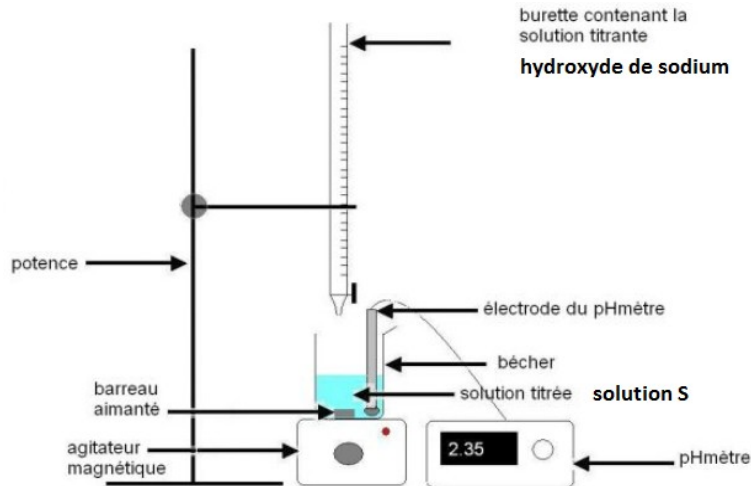 burette contenant la
solution titrante
hydroxyde de sodium
potence
électrode du pHmètre
bécher
barreau
aimanté
solution titrée solution S
agitateur
magnétique
2.35
pHmètre